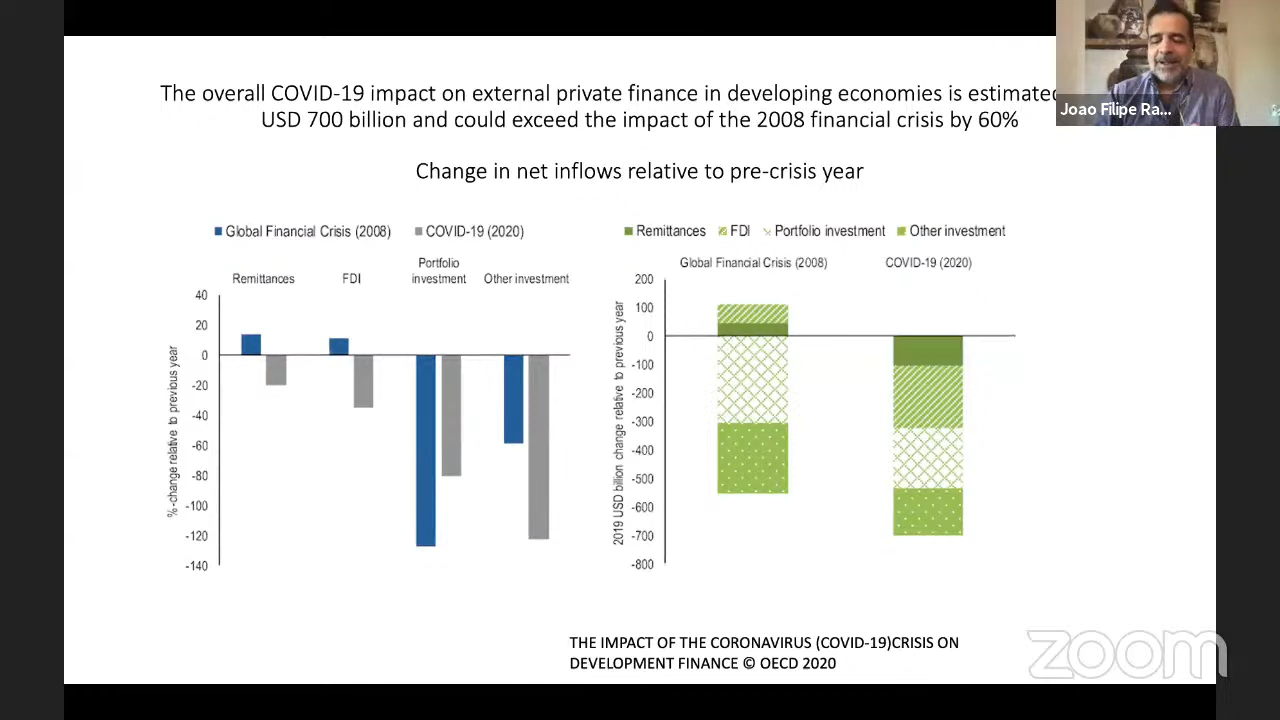 The overall COVID-19 impact on external private finance in developing economies is estimated
USD 700 billion and could exceed the impact of the 2008 financial crisis by 60%
Joao Filipe Ra...
Change in net inflows relative to pre-crisis year
Global Financial Crisis (2008) COVID-19 (2020)
Remittances FDI Portfolio investment Other investment
Portfolio
investment
Remittances FDI Other investment
Global Financial Crisis (2008) COVID-19 (2020)
%-change relative to previous year
40
20
0
-20
-40
-60
-80
-100
-120
-140
2019 USD billion change relative to previous year
200
100
0
-100
-200
-300
-400
-500
-600
-700
-800
THE IMPACT OF THE CORONAVIRUS (COVID-19)CRISIS ON
DEVELOPMENT FINANCE © OECD 2020
zoom